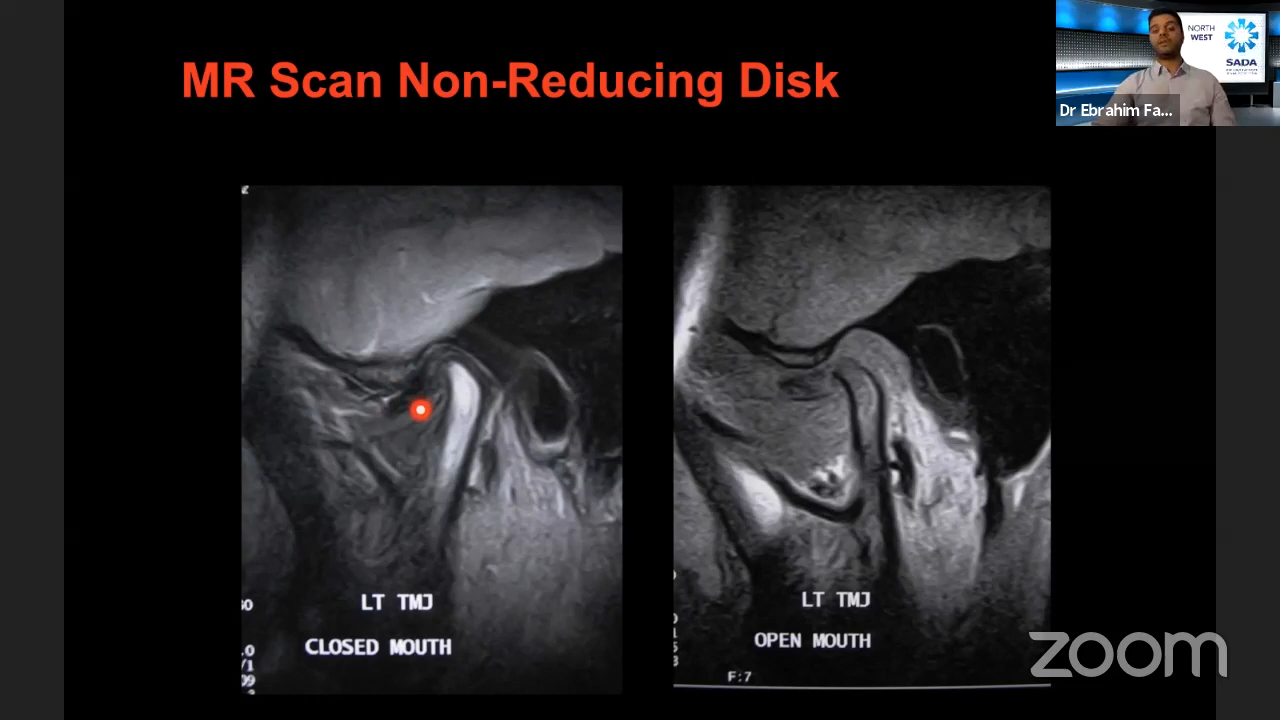 MR Scan Non-Reducing Disk
NORTH
WEST
SADA
Dr Ebrahim Fa...
LT TMJ
CLOSED MOUTH
LT TMJ
OPEN MOUTH
F:7
zoom